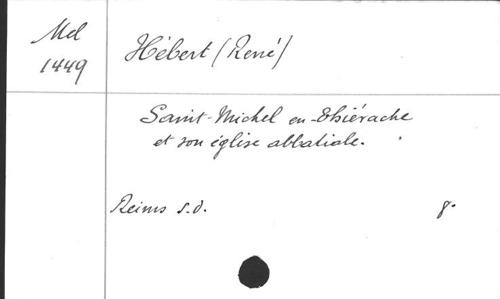 Md
1449
Hébert (René)
Saint-Michel en-Thiérache
et son église abbatiale.
Reims s.d.
8°